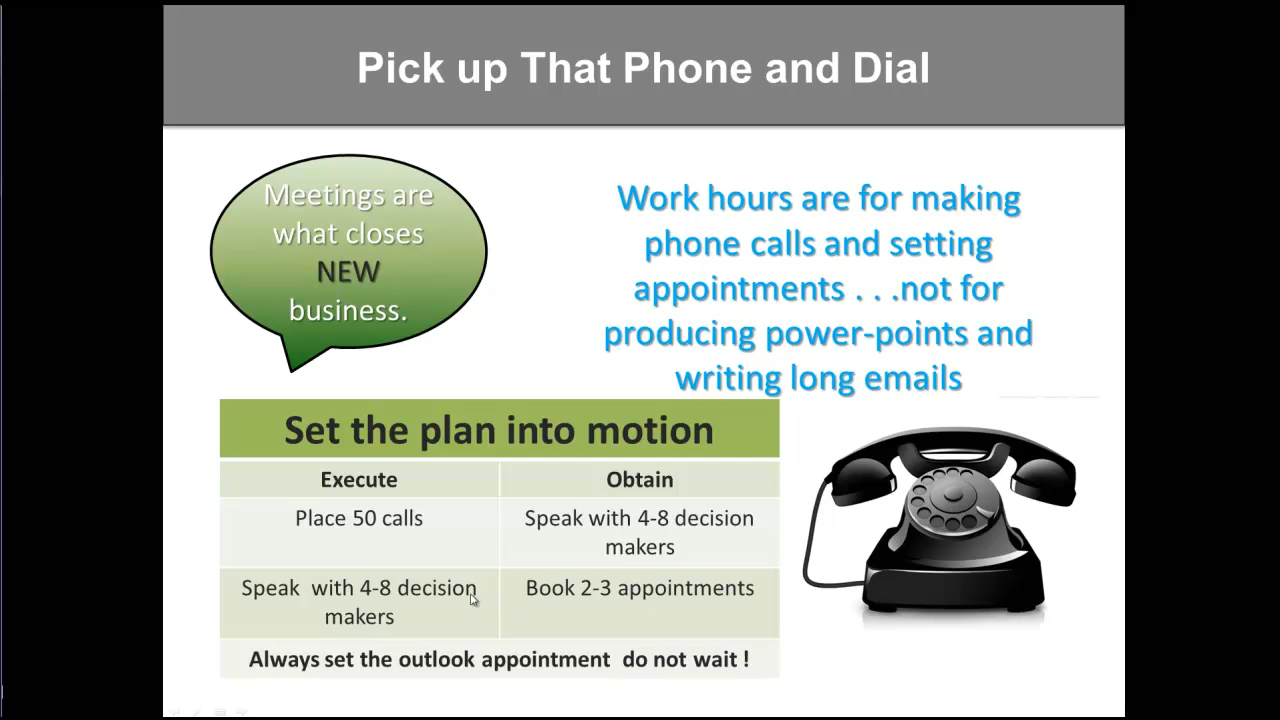 Pick up That Phone and Dial
Meetings are
what closes
NEW
business.
Work hours are for making
phone calls and setting
appointments . . .not for
producing power-points and
writing long emails
Set the plan into motion
Execute
Obtain
Place 50 calls
Speak with 4-8 decision
makers
Speak  with 4-8 decision
makers
Book 2-3 appointments
Always set the outlook appointment  do not wait !